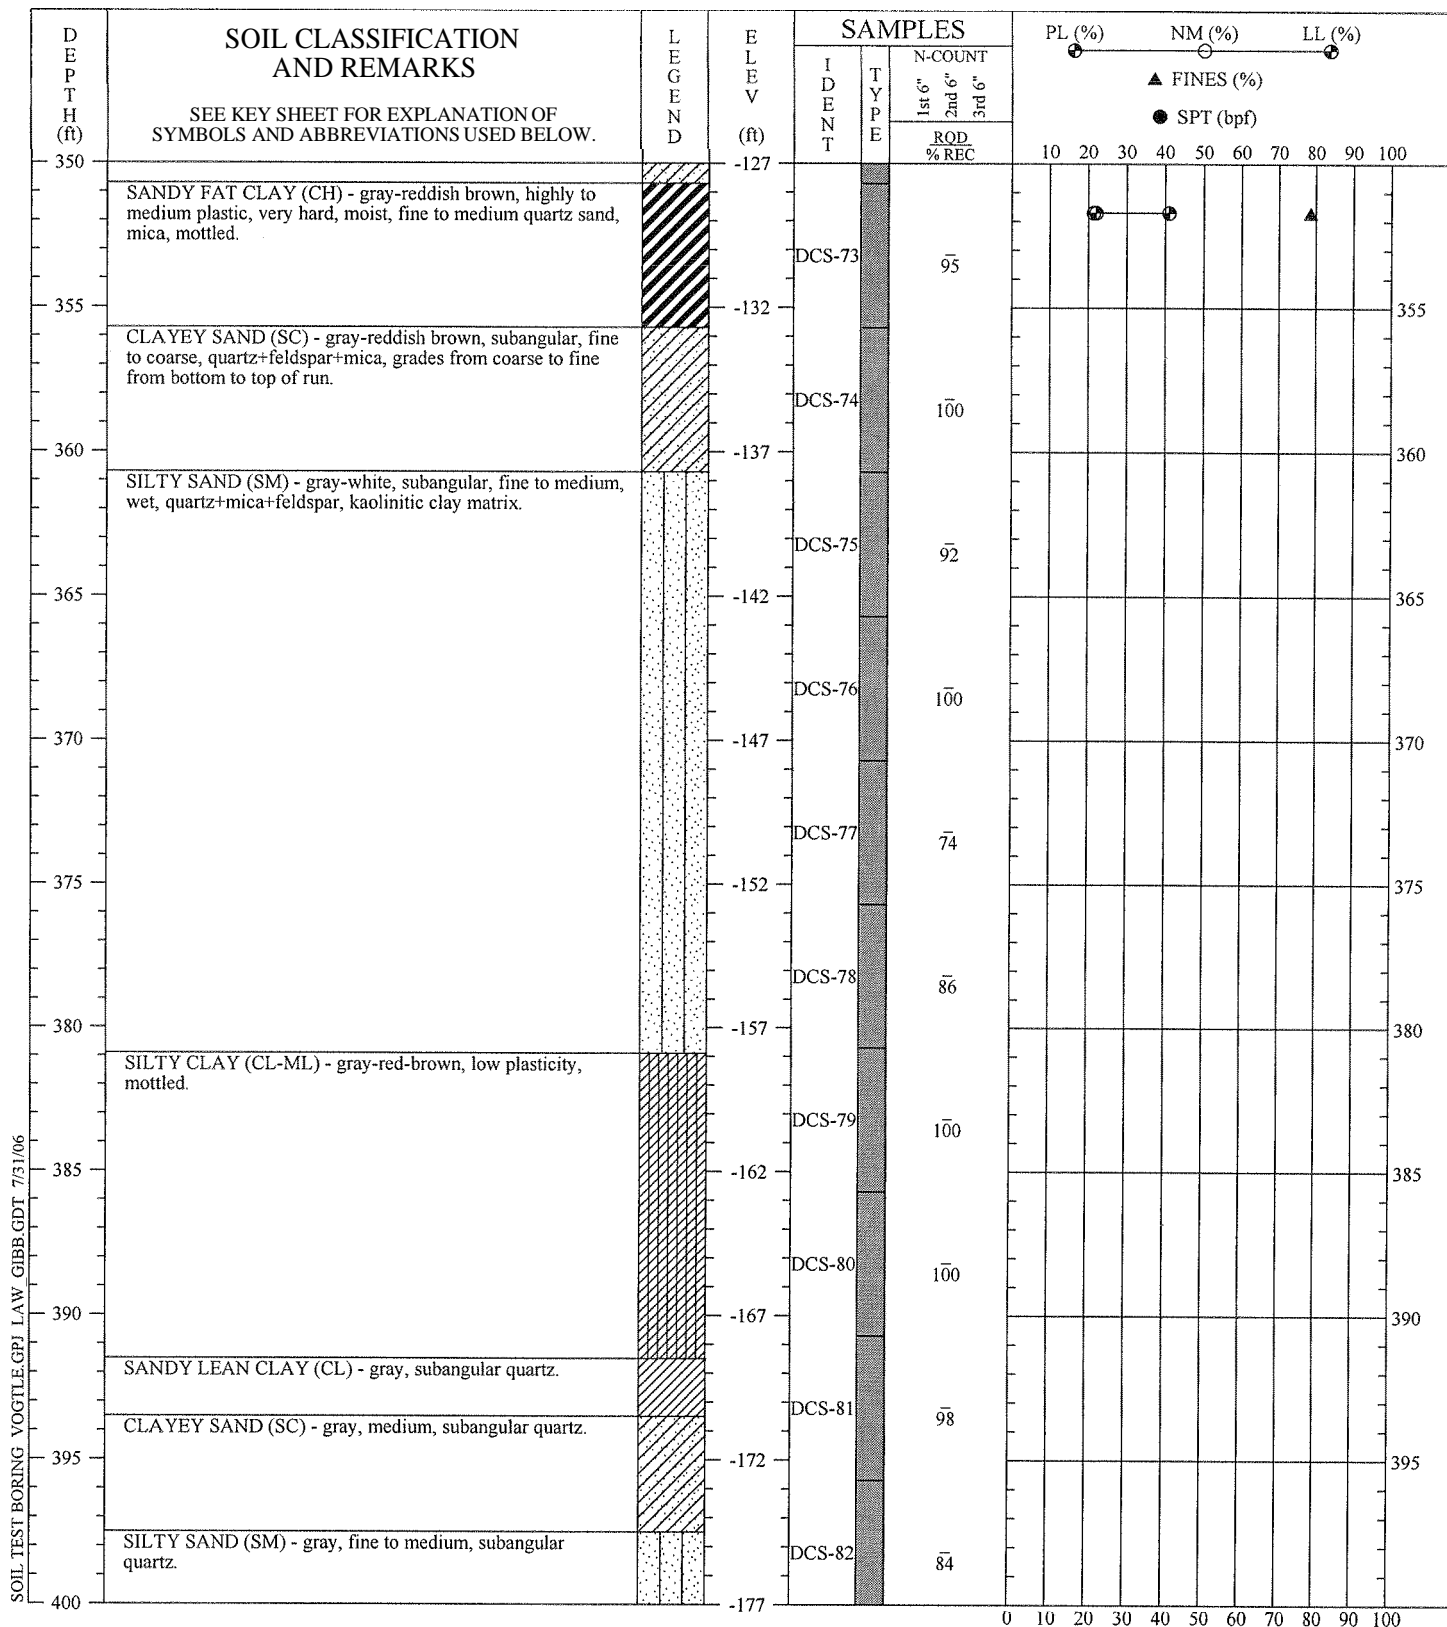 DEPTH (ft)
SOIL CLASSIFICATION
AND REMARKS
SEE KEY SHEET FOR EXPLANATION OF
SYMBOLS AND ABBREVIATIONS USED BELOW.
LEGEND
ELEV (ft)
SAMPLES
IDENT
TYPE
N-COUNT
1st 6"
2nd 6"
3rd 6"
RQD
% REC
PL (%) NM (%) LL (%)
▲ FINES (%)
● SPT (bpf)
10 20 30 40 50 60 70 80 90 100
350 -127
SANDY FAT CLAY (CH) - gray-reddish brown, highly to
medium plastic, very hard, moist, fine to medium quartz sand,
mica, mottled.
DCS-73 95
355 -132 355
CLAYEY SAND (SC) - gray-reddish brown, subangular, fine
to coarse, quartz+feldspar+mica, grades from coarse to fine
from bottom to top of run.
DCS-74 100
360 -137 360
SILTY SAND (SM) - gray-white, subangular, fine to medium,
wet, quartz+mica+feldspar, kaolinitic clay matrix.
DCS-75 92
365 -142 365
DCS-76 100
370 -147 370
DCS-77 74
375 -152 375
DCS-78 86
380 -157 380
SILTY CLAY (CL-ML) - gray-red-brown, low plasticity,
mottled.
DCS-79 100
385 -162 385
DCS-80 100
390 -167 390
SANDY LEAN CLAY (CL) - gray, subangular quartz.
DCS-81 98
CLAYEY SAND (SC) - gray, medium, subangular quartz.
395 -172 395
SILTY SAND (SM) - gray, fine to medium, subangular
quartz.
DCS-82 84
400 -177
0 10 20 30 40 50 60 70 80 90 100
SOIL TEST BORING VOGTLE.GPJ LAW_GIBB.GDT 7/31/06